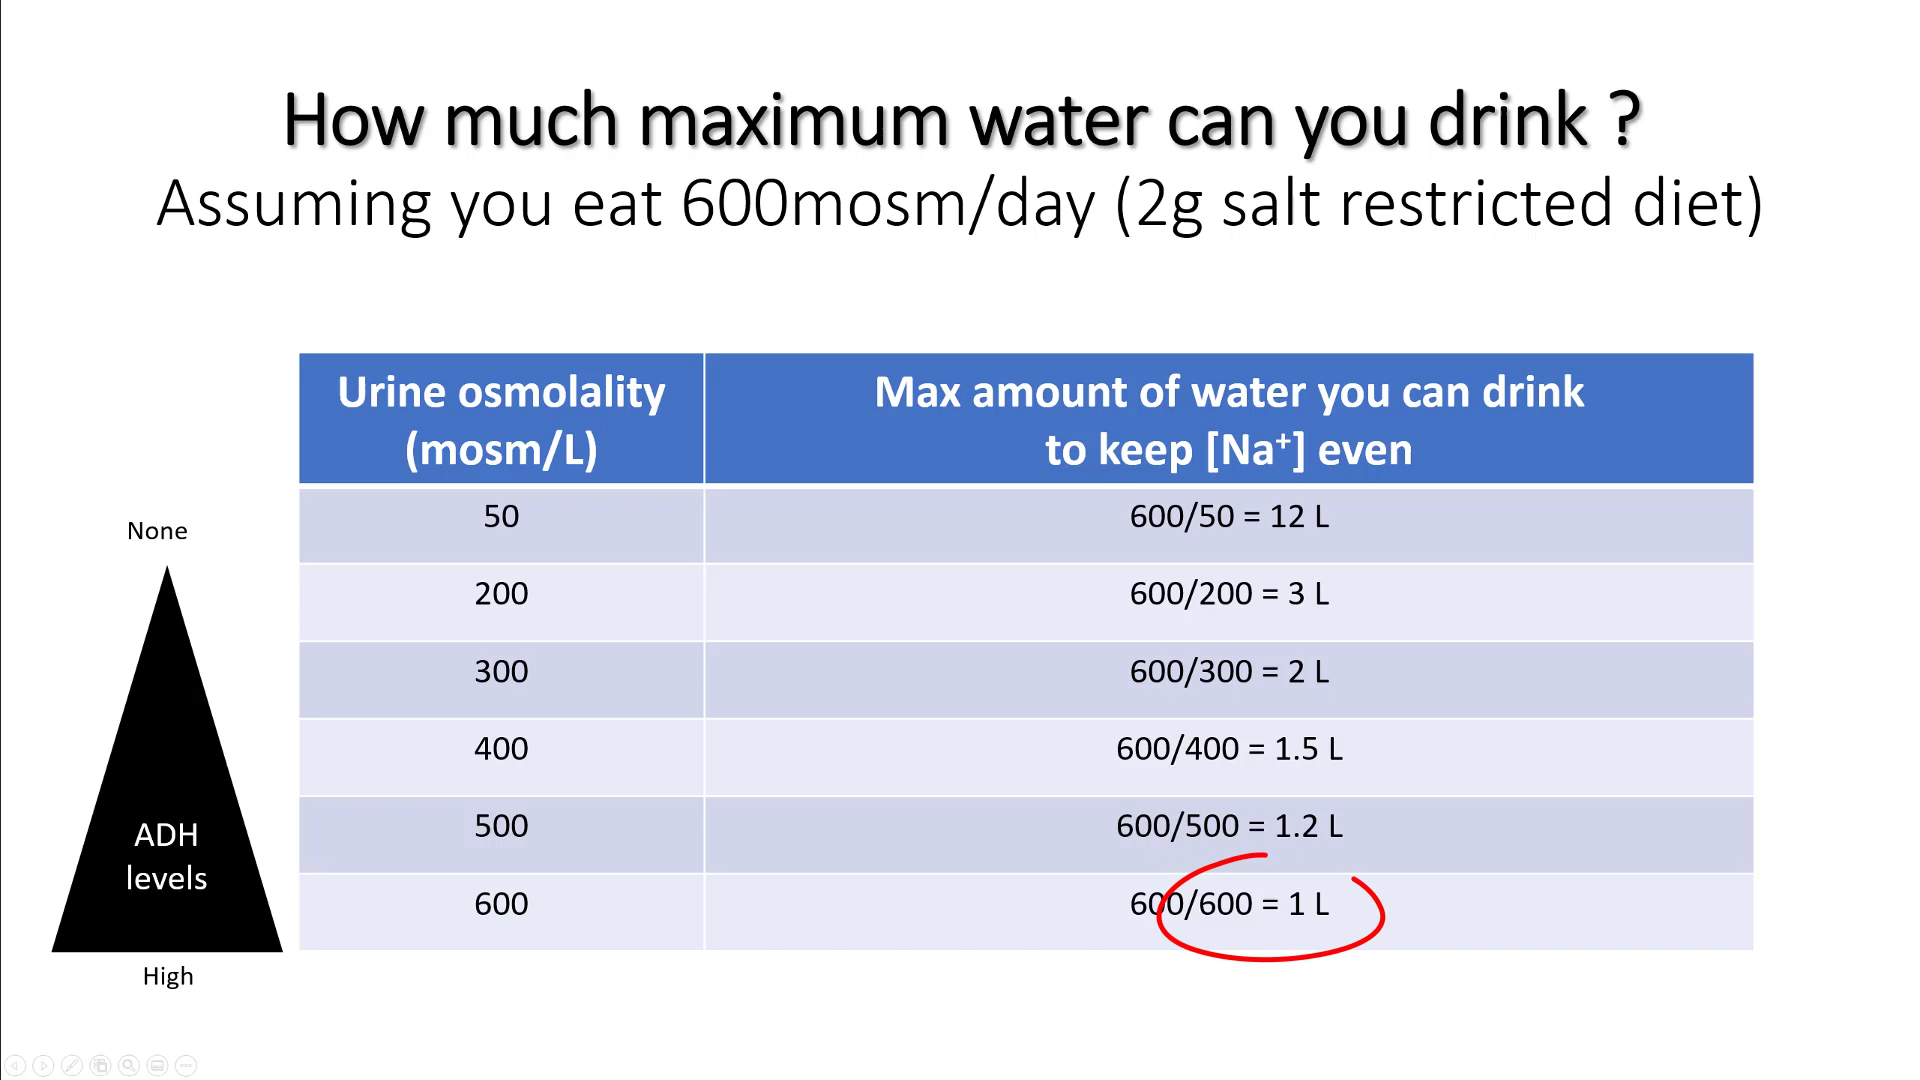 How much maximum water can you drink ?
Assuming you eat 600mosm/day (2g salt restricted diet)
Urine osmolality
(mosm/L)
Max amount of water you can drink
to keep [Na⁺] even
50
600/50 = 12 L
200
600/200 = 3 L
300
600/300 = 2 L
400
600/400 = 1.5 L
500
600/500 = 1.2 L
600
600/600 = 1 L
None
ADH
levels
High